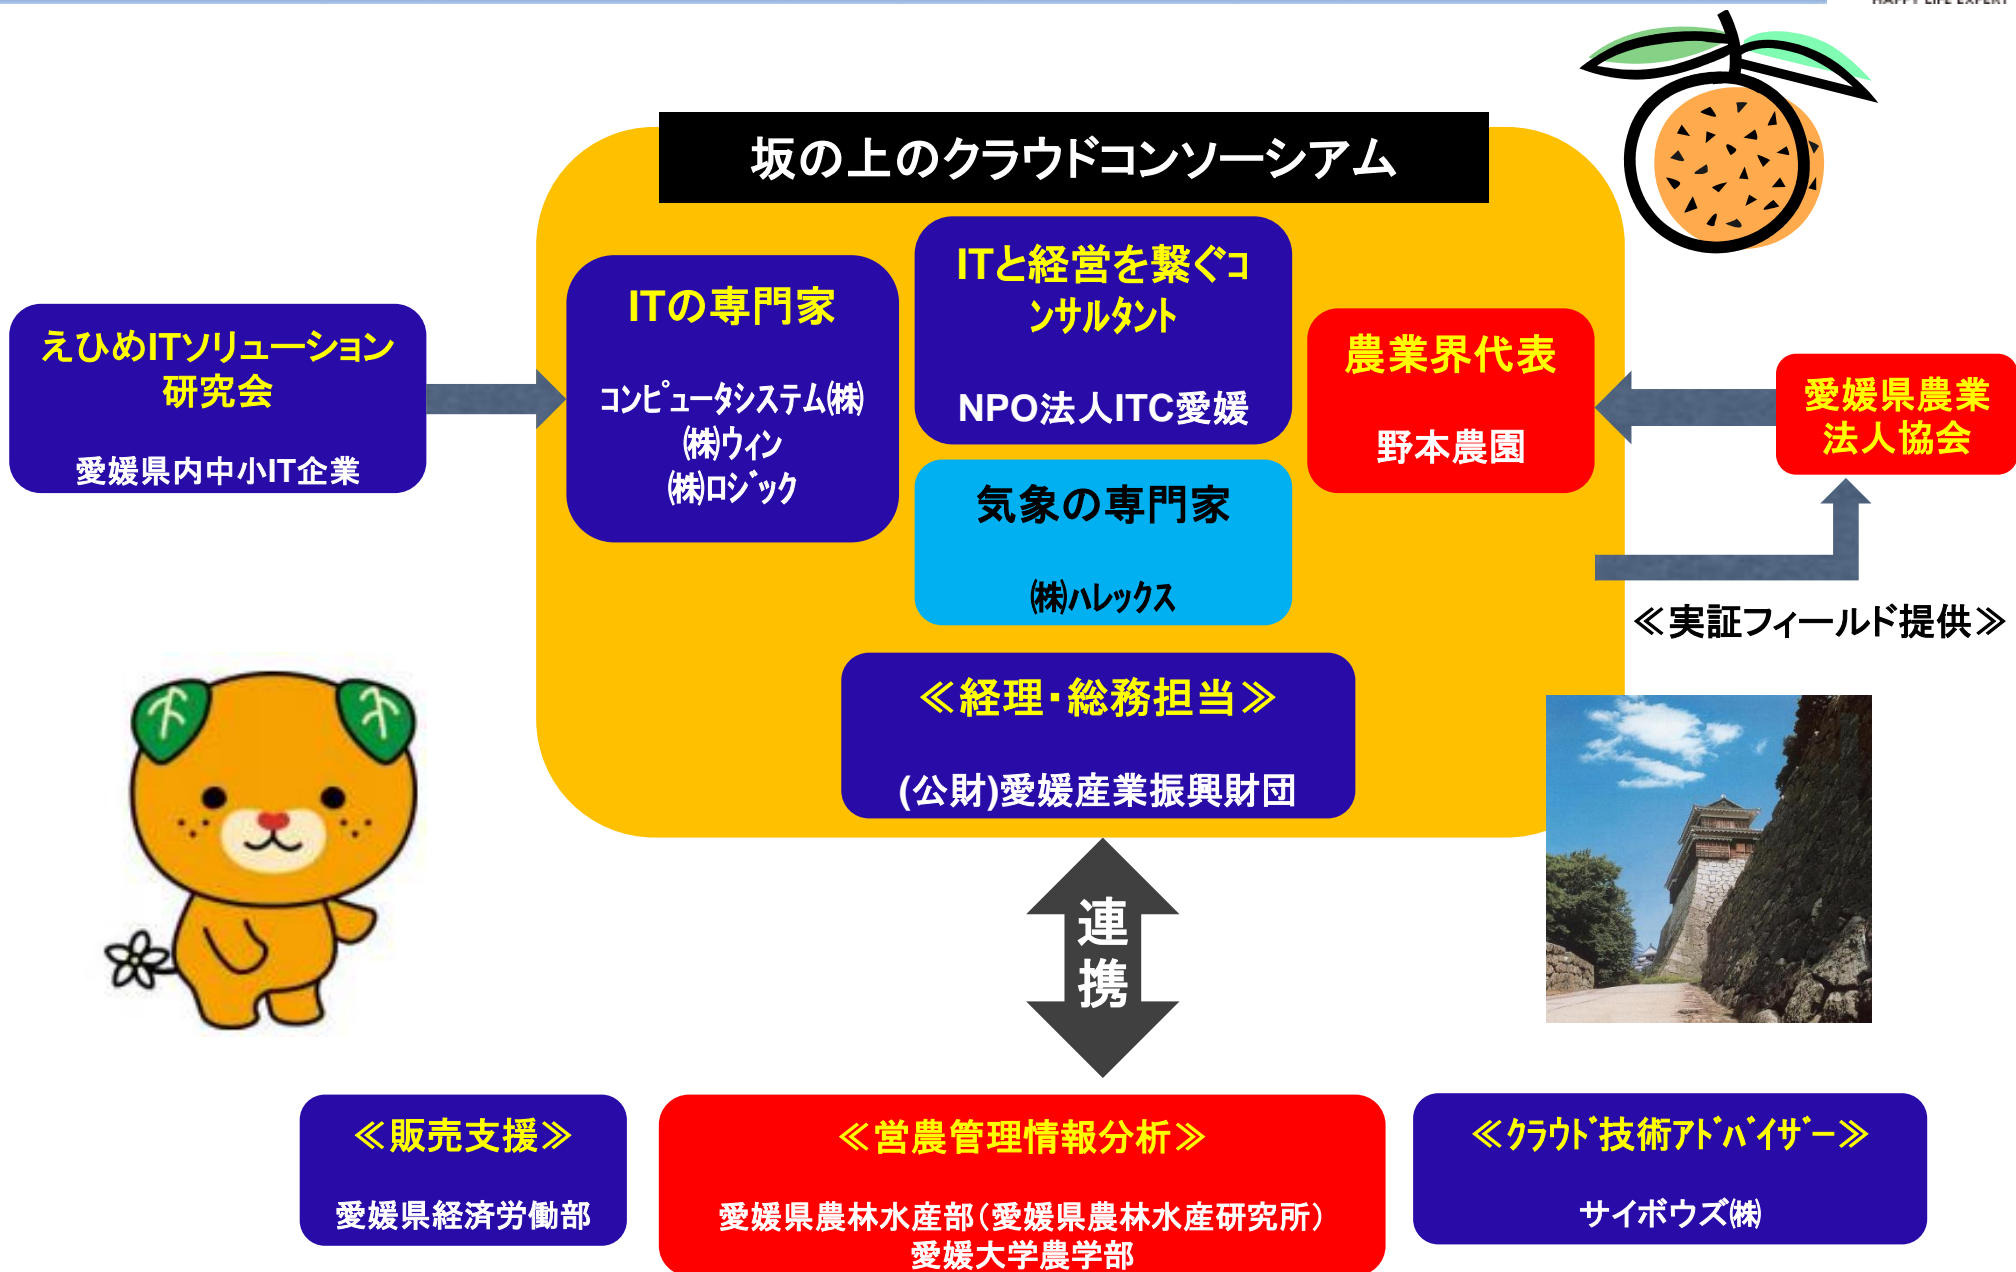 HAPPY LIFE EXPERT
坂の上のクラウドコンソーシアム
えひめITソリューション
研究会
愛媛県内中小IT企業
ITの専門家
コンピュータシステム㈱
㈱ウィン
㈱ロジック
ITと経営を繋ぐコ
ンサルタント
NPO法人ITC愛媛
気象の専門家
㈱ハレックス
農業界代表
野本農園
愛媛県農業
法人協会
≪実証フィールド提供≫
≪経理・総務担当≫
(公財)愛媛産業振興財団
連
携
≪販売支援≫
愛媛県経済労働部
≪営農管理情報分析≫
愛媛県農林水産部（愛媛県農林水産研究所）
愛媛大学農学部
≪ｸﾗｳﾄﾞ技術ｱﾄﾞﾊﾞｲｻﾞｰ≫
サイボウズ㈱